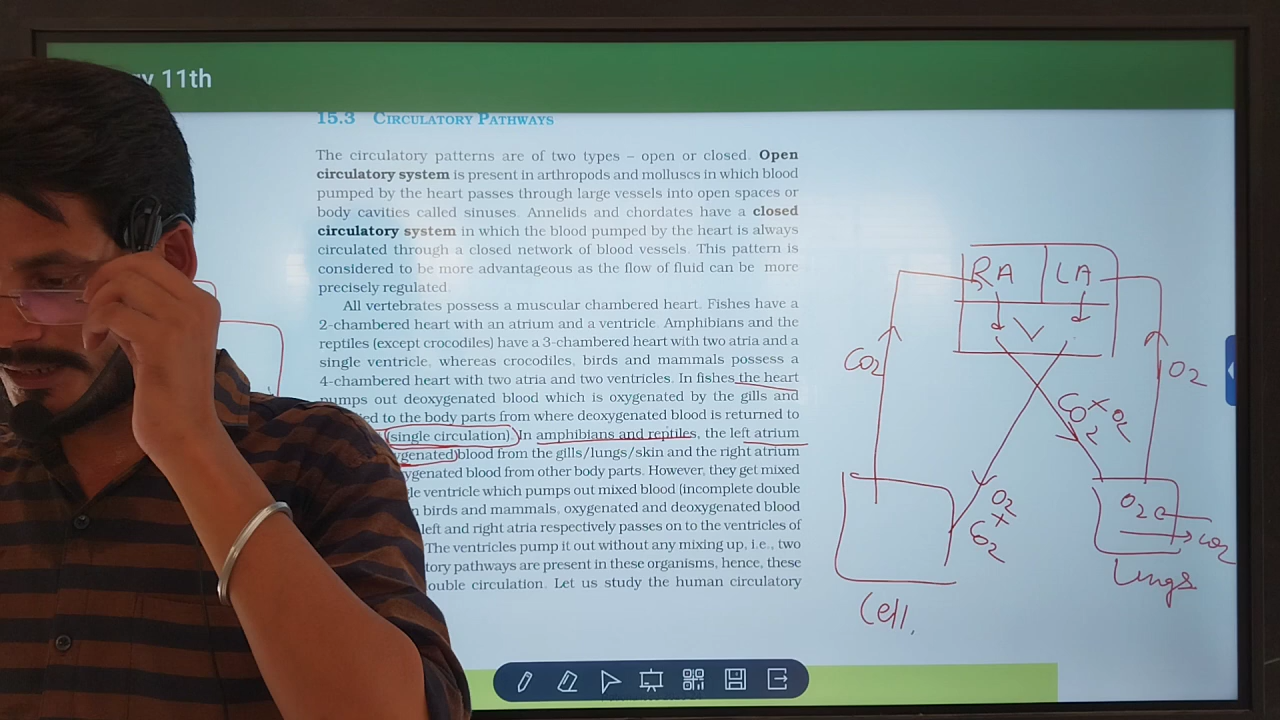 11th
15.3 CIRCULATORY PATHWAYS
The circulatory patterns are of two types – open or closed. Open
circulatory system is present in arthropods and molluscs in which blood
pumped by the heart passes through large vessels into open spaces or
body cavities called sinuses. Annelids and chordates have a closed
circulatory system in which the blood pumped by the heart is always
circulated through a closed network of blood vessels. This pattern is
considered to be more advantageous as the flow of fluid can be more
precisely regulated.
All vertebrates possess a muscular chambered heart. Fishes have a
2-chambered heart with an atrium and a ventricle. Amphibians and the
reptiles (except crocodiles) have a 3-chambered heart with two atria and a
single ventricle, whereas crocodiles, birds and mammals possess a
4-chambered heart with two atria and two ventricles. In fishes the heart
pumps out deoxygenated blood which is oxygenated by the gills and
to the body parts from where deoxygenated blood is returned to
(single circulation). In amphibians and reptiles, the left atrium
blood from the gills/lungs/skin and the right atrium
blood from other body parts. However, they get mixed
ventricle which pumps out mixed blood (incomplete double
birds and mammals, oxygenated and deoxygenated blood
left and right atria respectively passes on to the ventricles of
The ventricles pump it out without any mixing up, i.e., two
pathways are present in these organisms, hence, these
circulation. Let us study the human circulatory
RA LA
V
CO2
O2
CO2 + O2
O2
+
CO2
O2
CO2
Lungs
Cell.